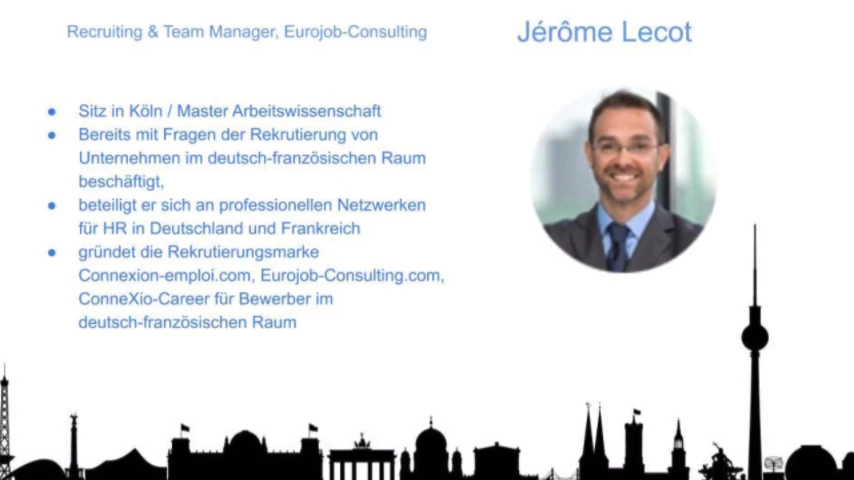 Recruiting & Team Manager, Eurojob-Consulting
Jérôme Lecot
● Sitz in Köln / Master Arbeitswissenschaft
● Bereits mit Fragen der Rekrutierung von
Unternehmen im deutsch-französischen Raum
beschäftigt,
● beteiligt er sich an professionellen Netzwerken
für HR in Deutschland und Frankreich
● gründet die Rekrutierungsmarke
Connexion-emploi.com, Eurojob-Consulting.com,
ConneXio-Career für Bewerber im
deutsch-französischen Raum